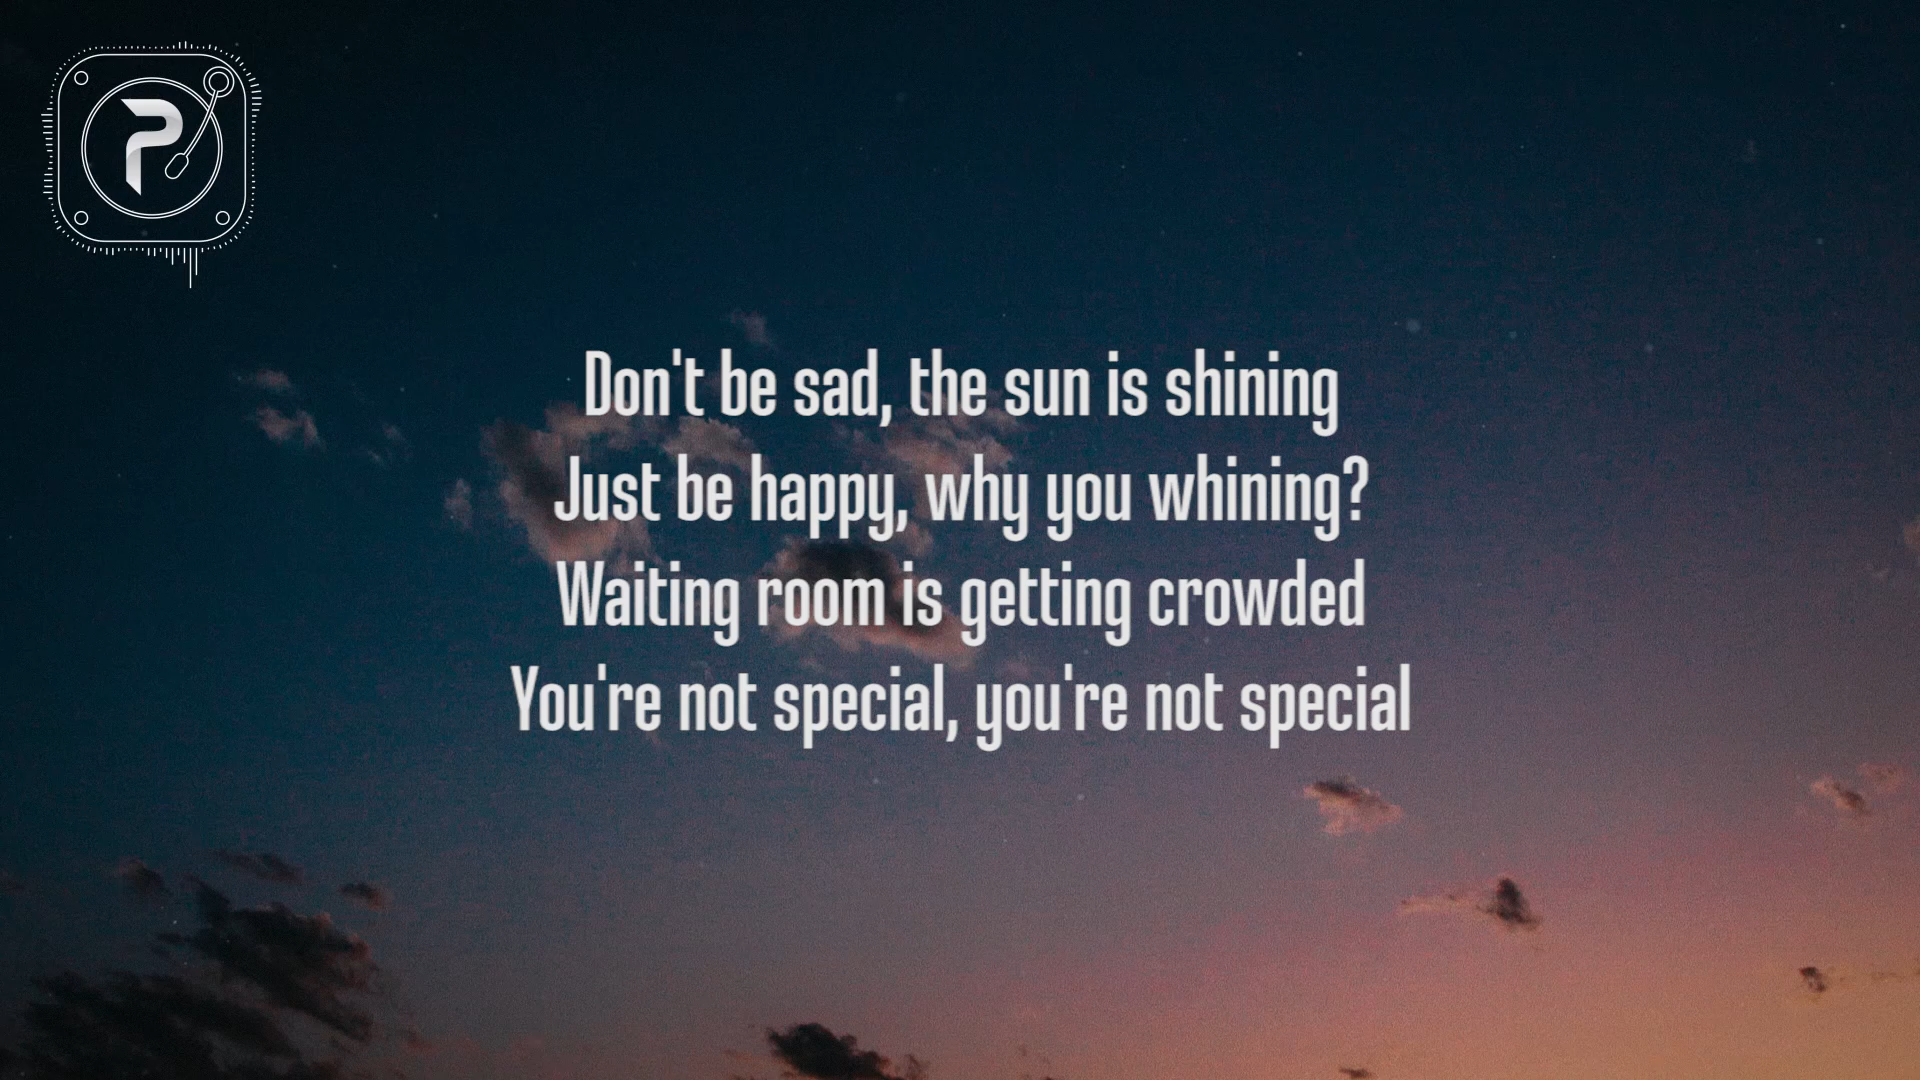 P
Don't be sad, the sun is shining
Just be happy, why you whining?
Waiting room is getting crowded
You're not special, you're not special